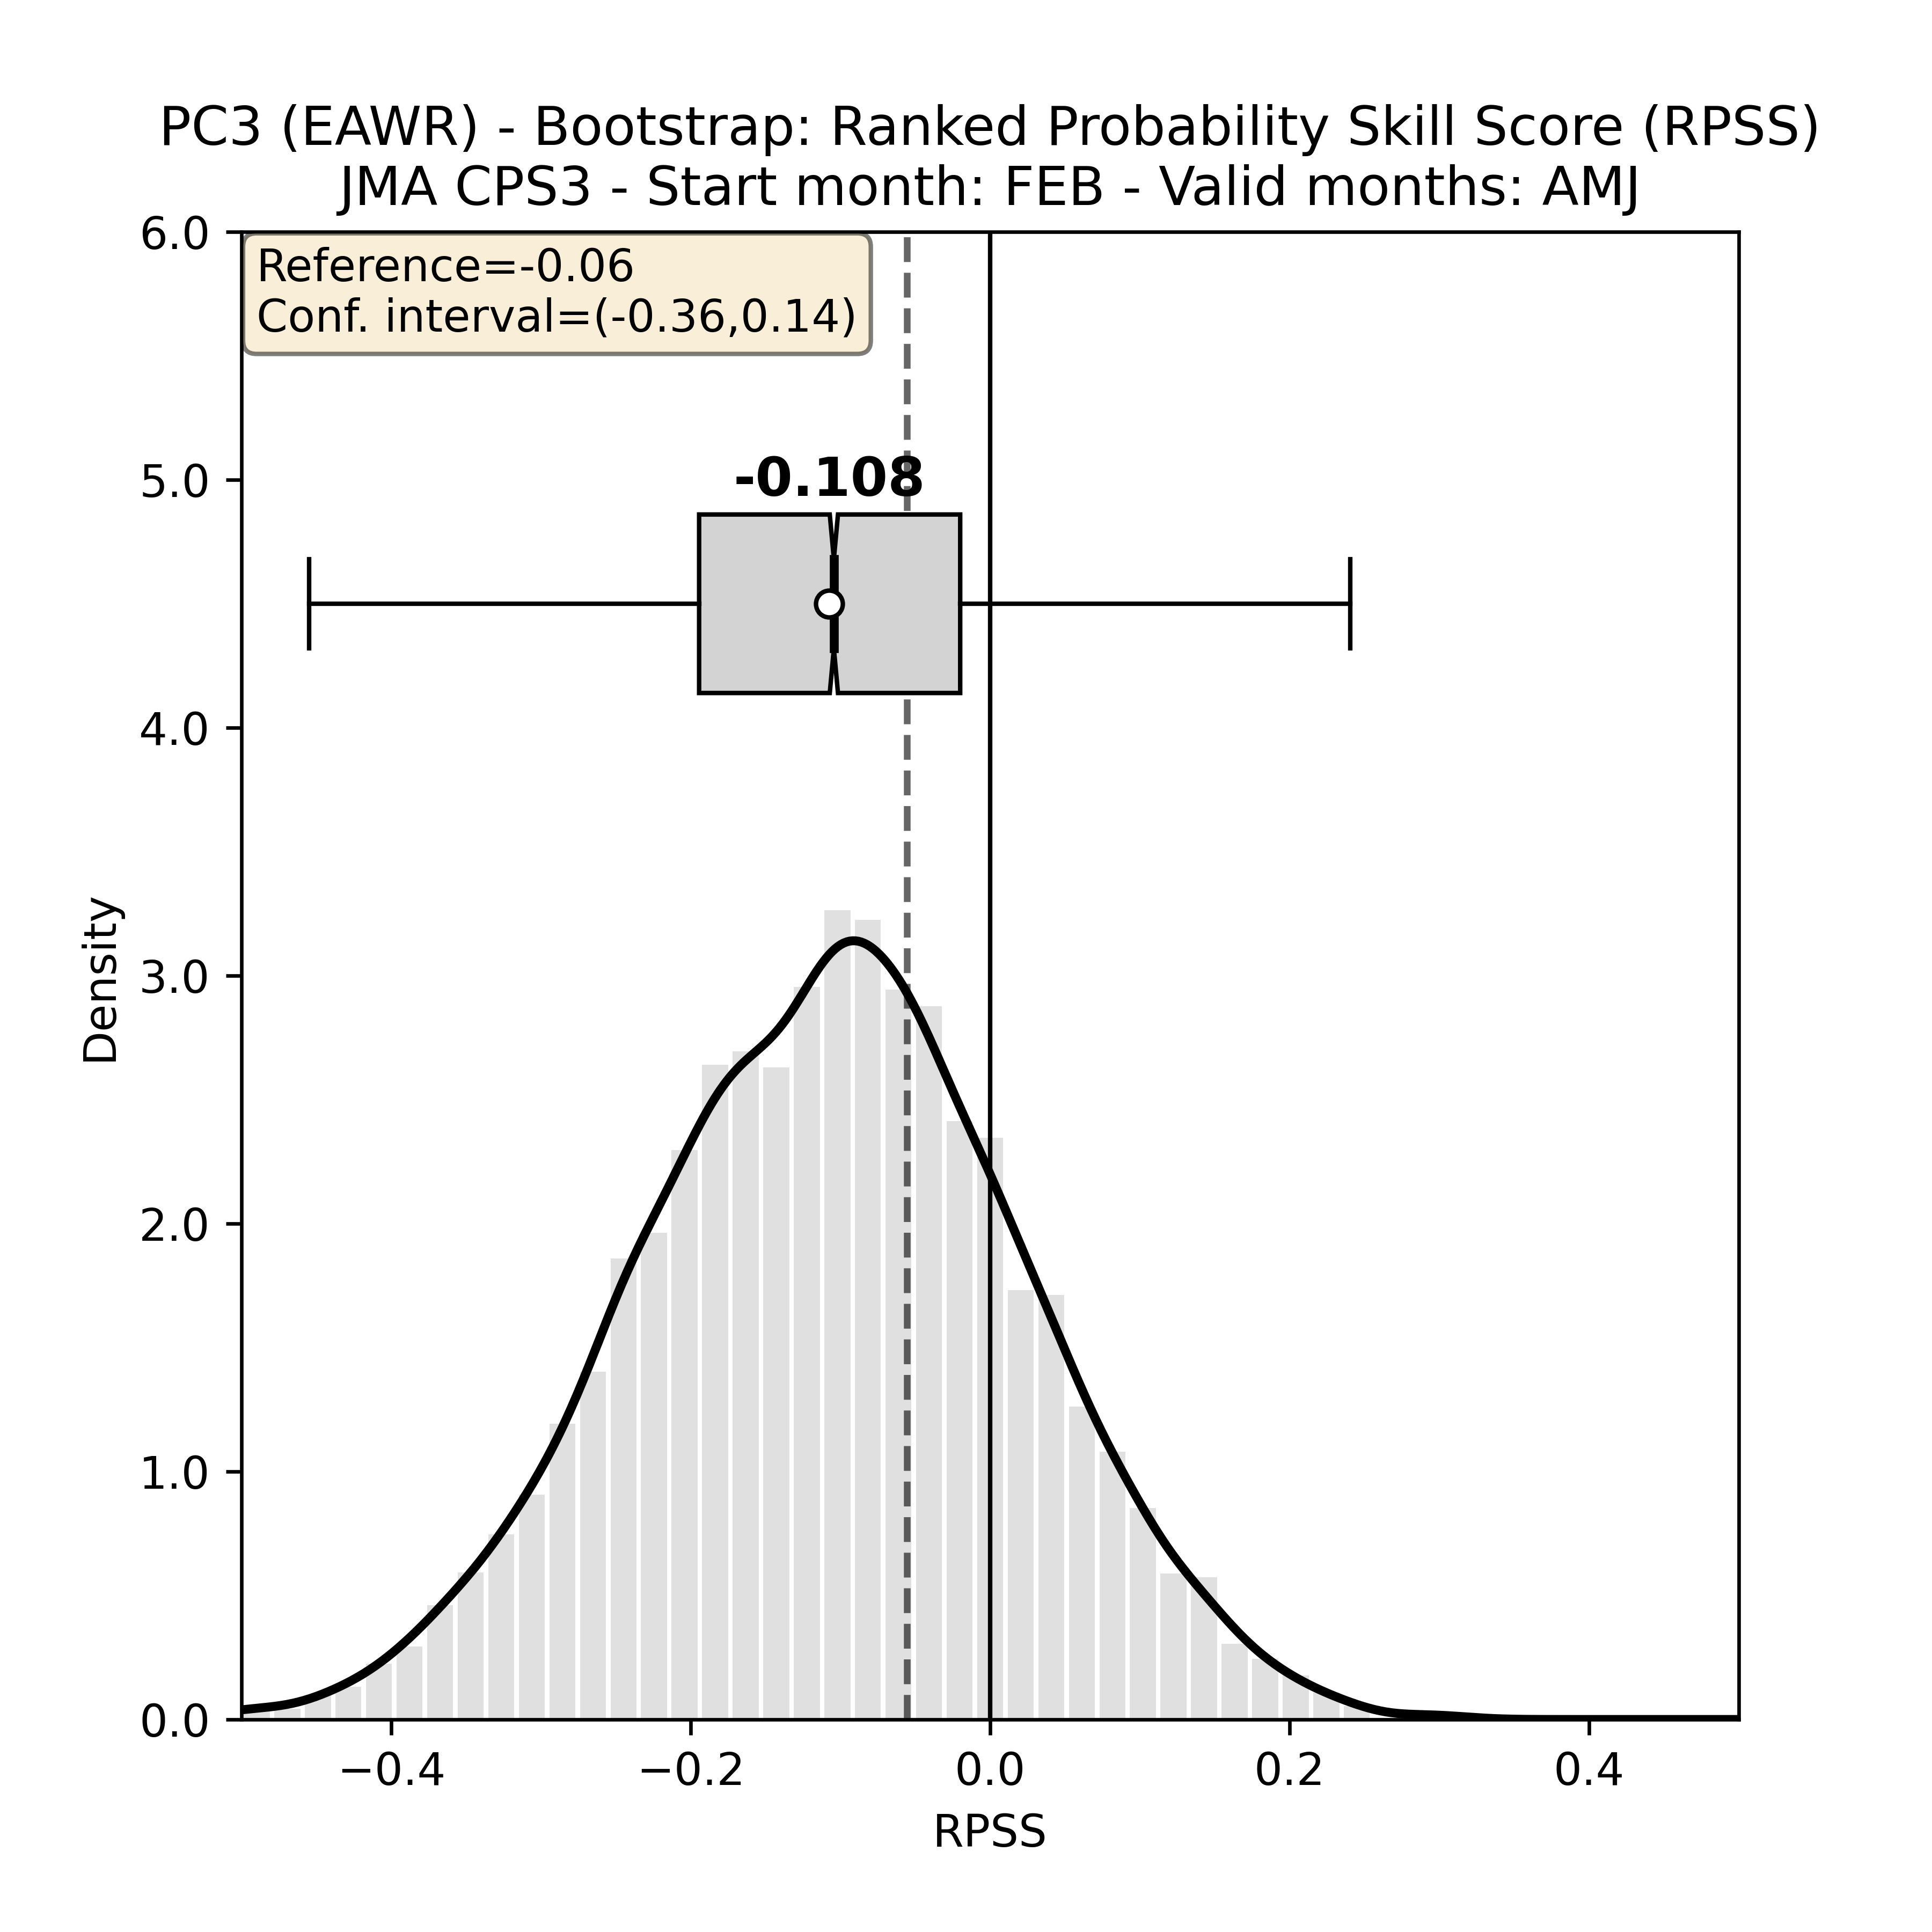 PC3 (EAWR) - Bootstrap: Ranked Probability Skill Score (RPSS)
JMA CPS3 - Start month: FEB - Valid months: AMJ
6.0
Reference=-0.06
Conf. interval=(-0.36,0.14)
-0.108
5.0
4.0
3.0
2.0
1.0
0.0
Density
−0.4
−0.2
0.0
0.2
0.4
RPSS